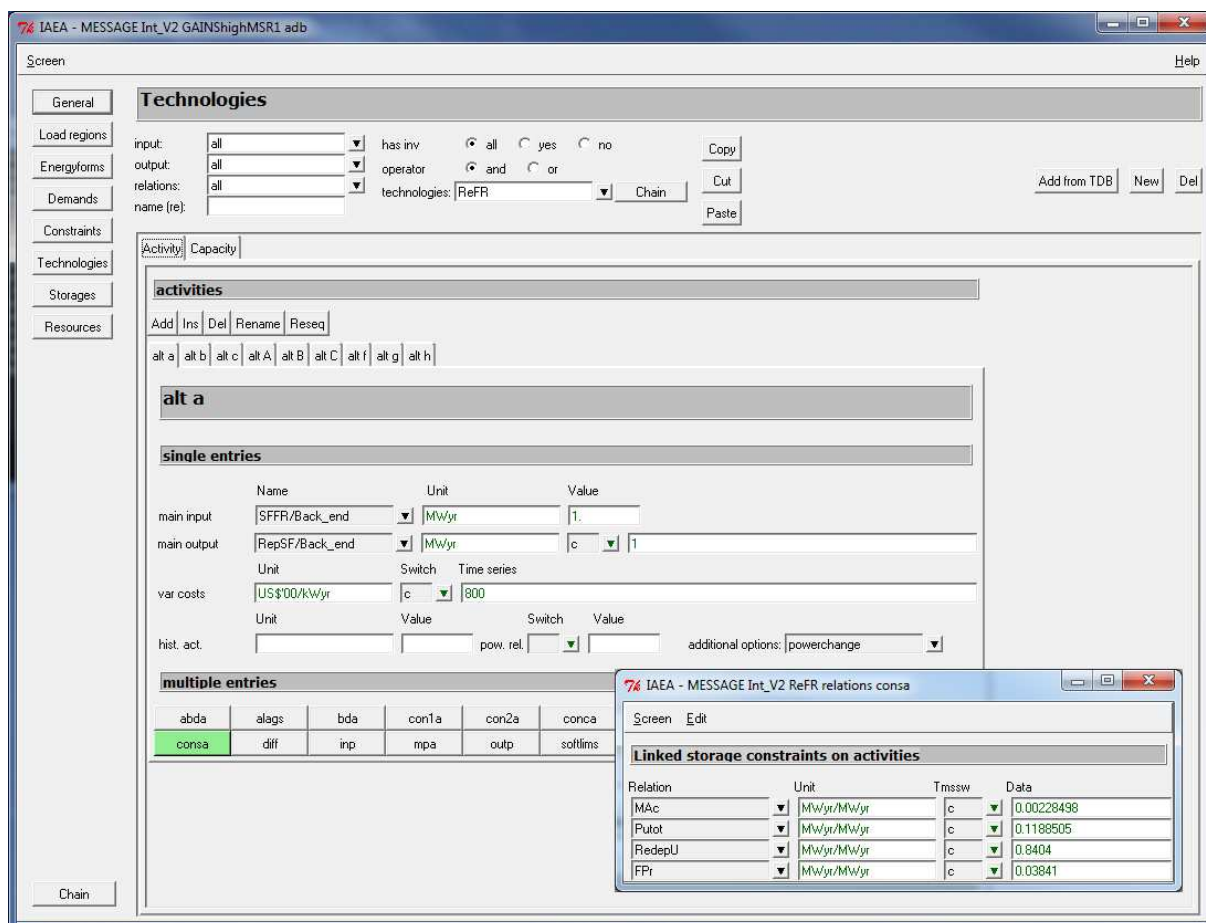 IAEA - MESSAGE Int_V2 GAINShighMSR1 adb
Screen Help
General
Load regions
Energyforms
Demands
Constraints
Technologies
Storages
Resources
Chain
Technologies
input: all has inv all yes no Copy
output: all operator and or Cut
relations: all technologies: ReFR Chain Add from TDB New Del
name (re): Paste
Activity Capacity
activities
Add Ins Del Rename Reseq
alt a alt b alt c alt A alt B alt C alt f alt g alt h
alt a
single entries
Name Unit Value
main input SFFR/Back_end MWyr 1.
main output RepSF/Back_end MWyr c 1
Unit Switch Time series
var costs US$'00/kWyr c 800
Unit Value Switch Value
hist. act. pow. rel. additional options: powerchange
multiple entries
abda alags bda con1a con2a conca
consa diff inp mpa outp softlims
IAEA - MESSAGE Int_V2 ReFR relations consa
Screen Edit
Linked storage constraints on activities
Relation Unit Tmssw Data
MAc MWyr/MWyr c 0.00228498
Putot MWyr/MWyr c 0.1188505
RedepU MWyr/MWyr c 0.8404
FPr MWyr/MWyr c 0.03841